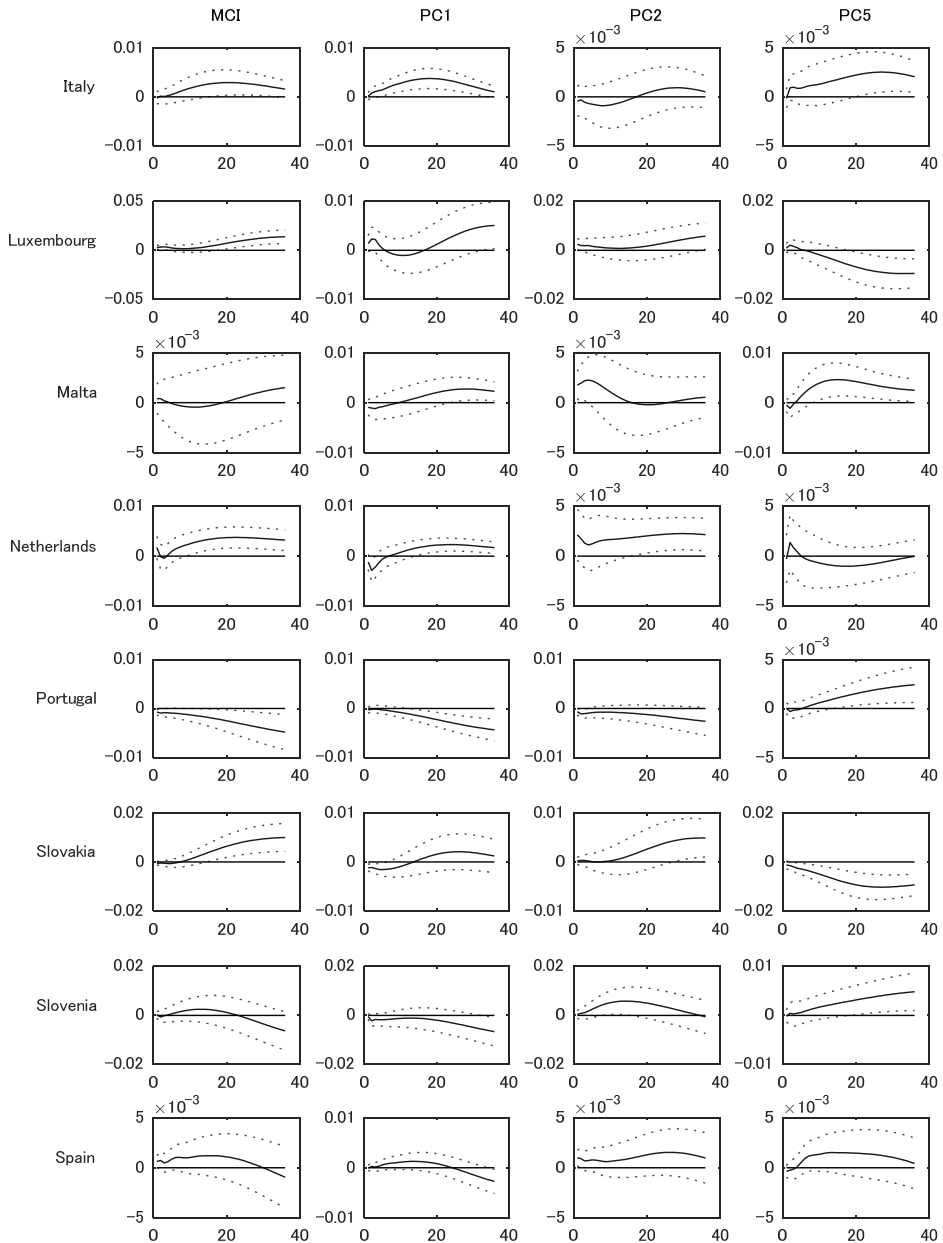 MCI PC1 PC2 PC5
×10⁻³ ×10⁻³
0.01 0.01 5 5
Italy 0 0 0 0
−0.01 −0.01 −5 −5
0 20 40 0 20 40 0 20 40 0 20 40
0.05 0.01 0.02 0.02
Luxembourg 0 0 0 0
−0.05 −0.01 −0.02 −0.02
0 20 40 0 20 40 0 20 40 0 20 40
×10⁻³ ×10⁻³
5 0.01 5 0.01
Malta 0 0 0 0
−5 −0.01 −5 −0.01
0 20 40 0 20 40 0 20 40 0 20 40
×10⁻³ ×10⁻³
0.01 0.01 5 5
Netherlands 0 0 0 0
−0.01 −0.01 −5 −5
0 20 40 0 20 40 0 20 40 0 20 40
×10⁻³
0.01 0.01 0.01 5
Portugal 0 0 0 0
−0.01 −0.01 −0.01 −5
0 20 40 0 20 40 0 20 40 0 20 40
0.02 0.01 0.01 0.02
Slovakia 0 0 0 0
−0.02 −0.01 −0.01 −0.02
0 20 40 0 20 40 0 20 40 0 20 40
0.02 0.02 0.02 0.01
Slovenia 0 0 0 0
−0.02 −0.02 −0.02 −0.01
0 20 40 0 20 40 0 20 40 0 20 40
×10⁻³ ×10⁻³ ×10⁻³
5 0.01 5 5
Spain 0 0 0 0
−5 −0.01 −5 −5
0 20 40 0 20 40 0 20 40 0 20 40